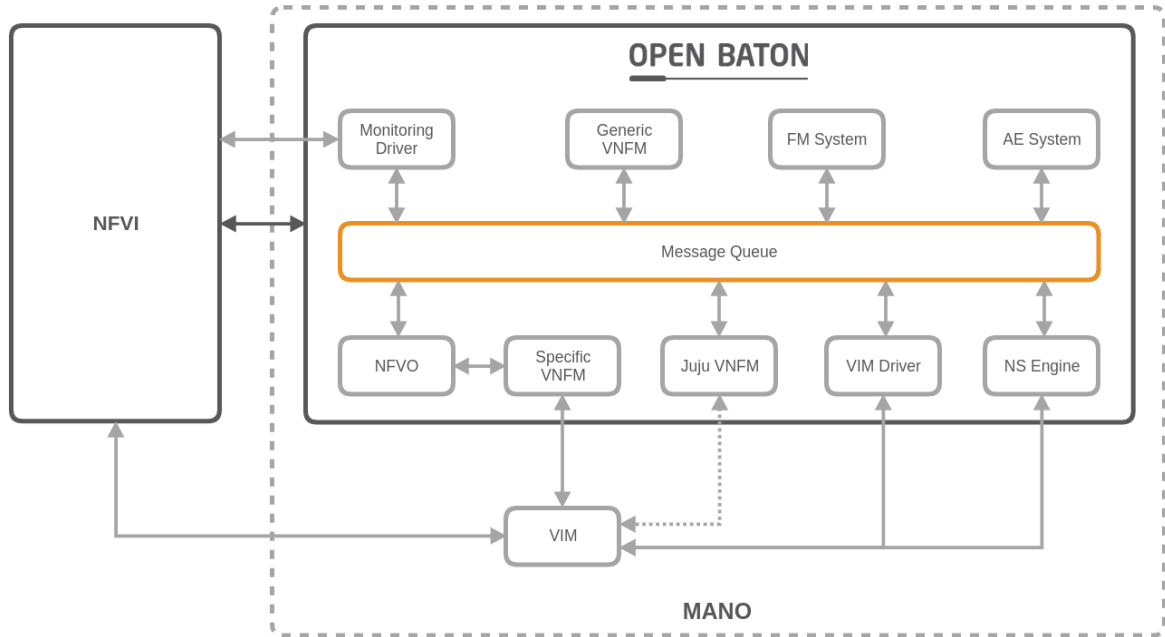 OPEN BATON
Monitoring
Driver
Generic
VNFM
FM System
AE System
NFVI
Message Queue
NFVO
Specific
VNFM
Juju VNFM
VIM Driver
NS Engine
VIM
MANO